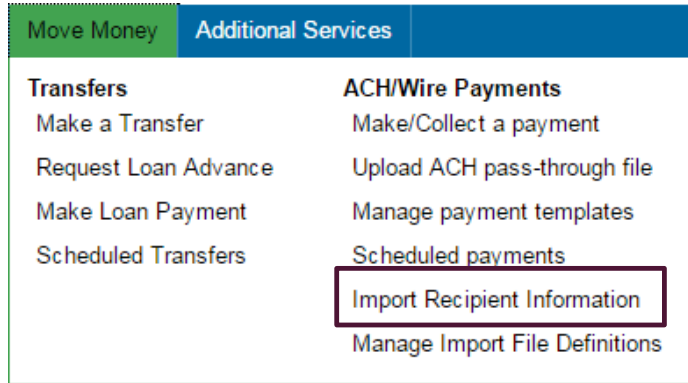 Move Money
Additional Services
Transfers
Make a Transfer
Request Loan Advance
Make Loan Payment
Scheduled Transfers
ACH/Wire Payments
Make/Collect a payment
Upload ACH pass-through file
Manage payment templates
Scheduled payments
Import Recipient Information
Manage Import File Definitions